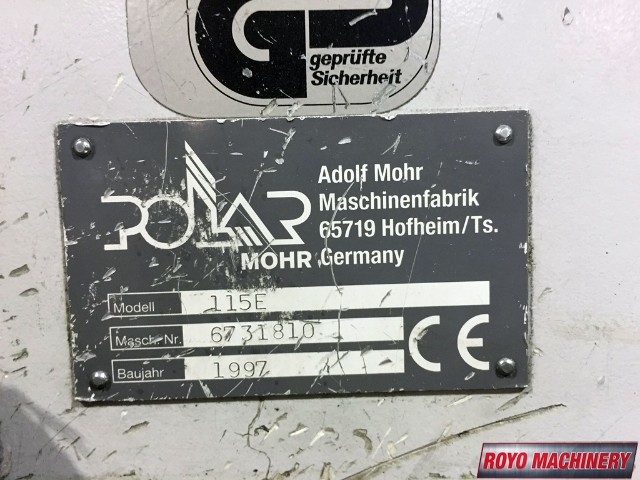 geprüfte
Sicherheit
POLAR
MOHR
Adolf Mohr
Maschinenfabrik
65719 Hofheim/Ts.
Germany
Modell 115E
Masch.-Nr. 6731810
Baujahr 1997
CE
ROYO MACHINERY